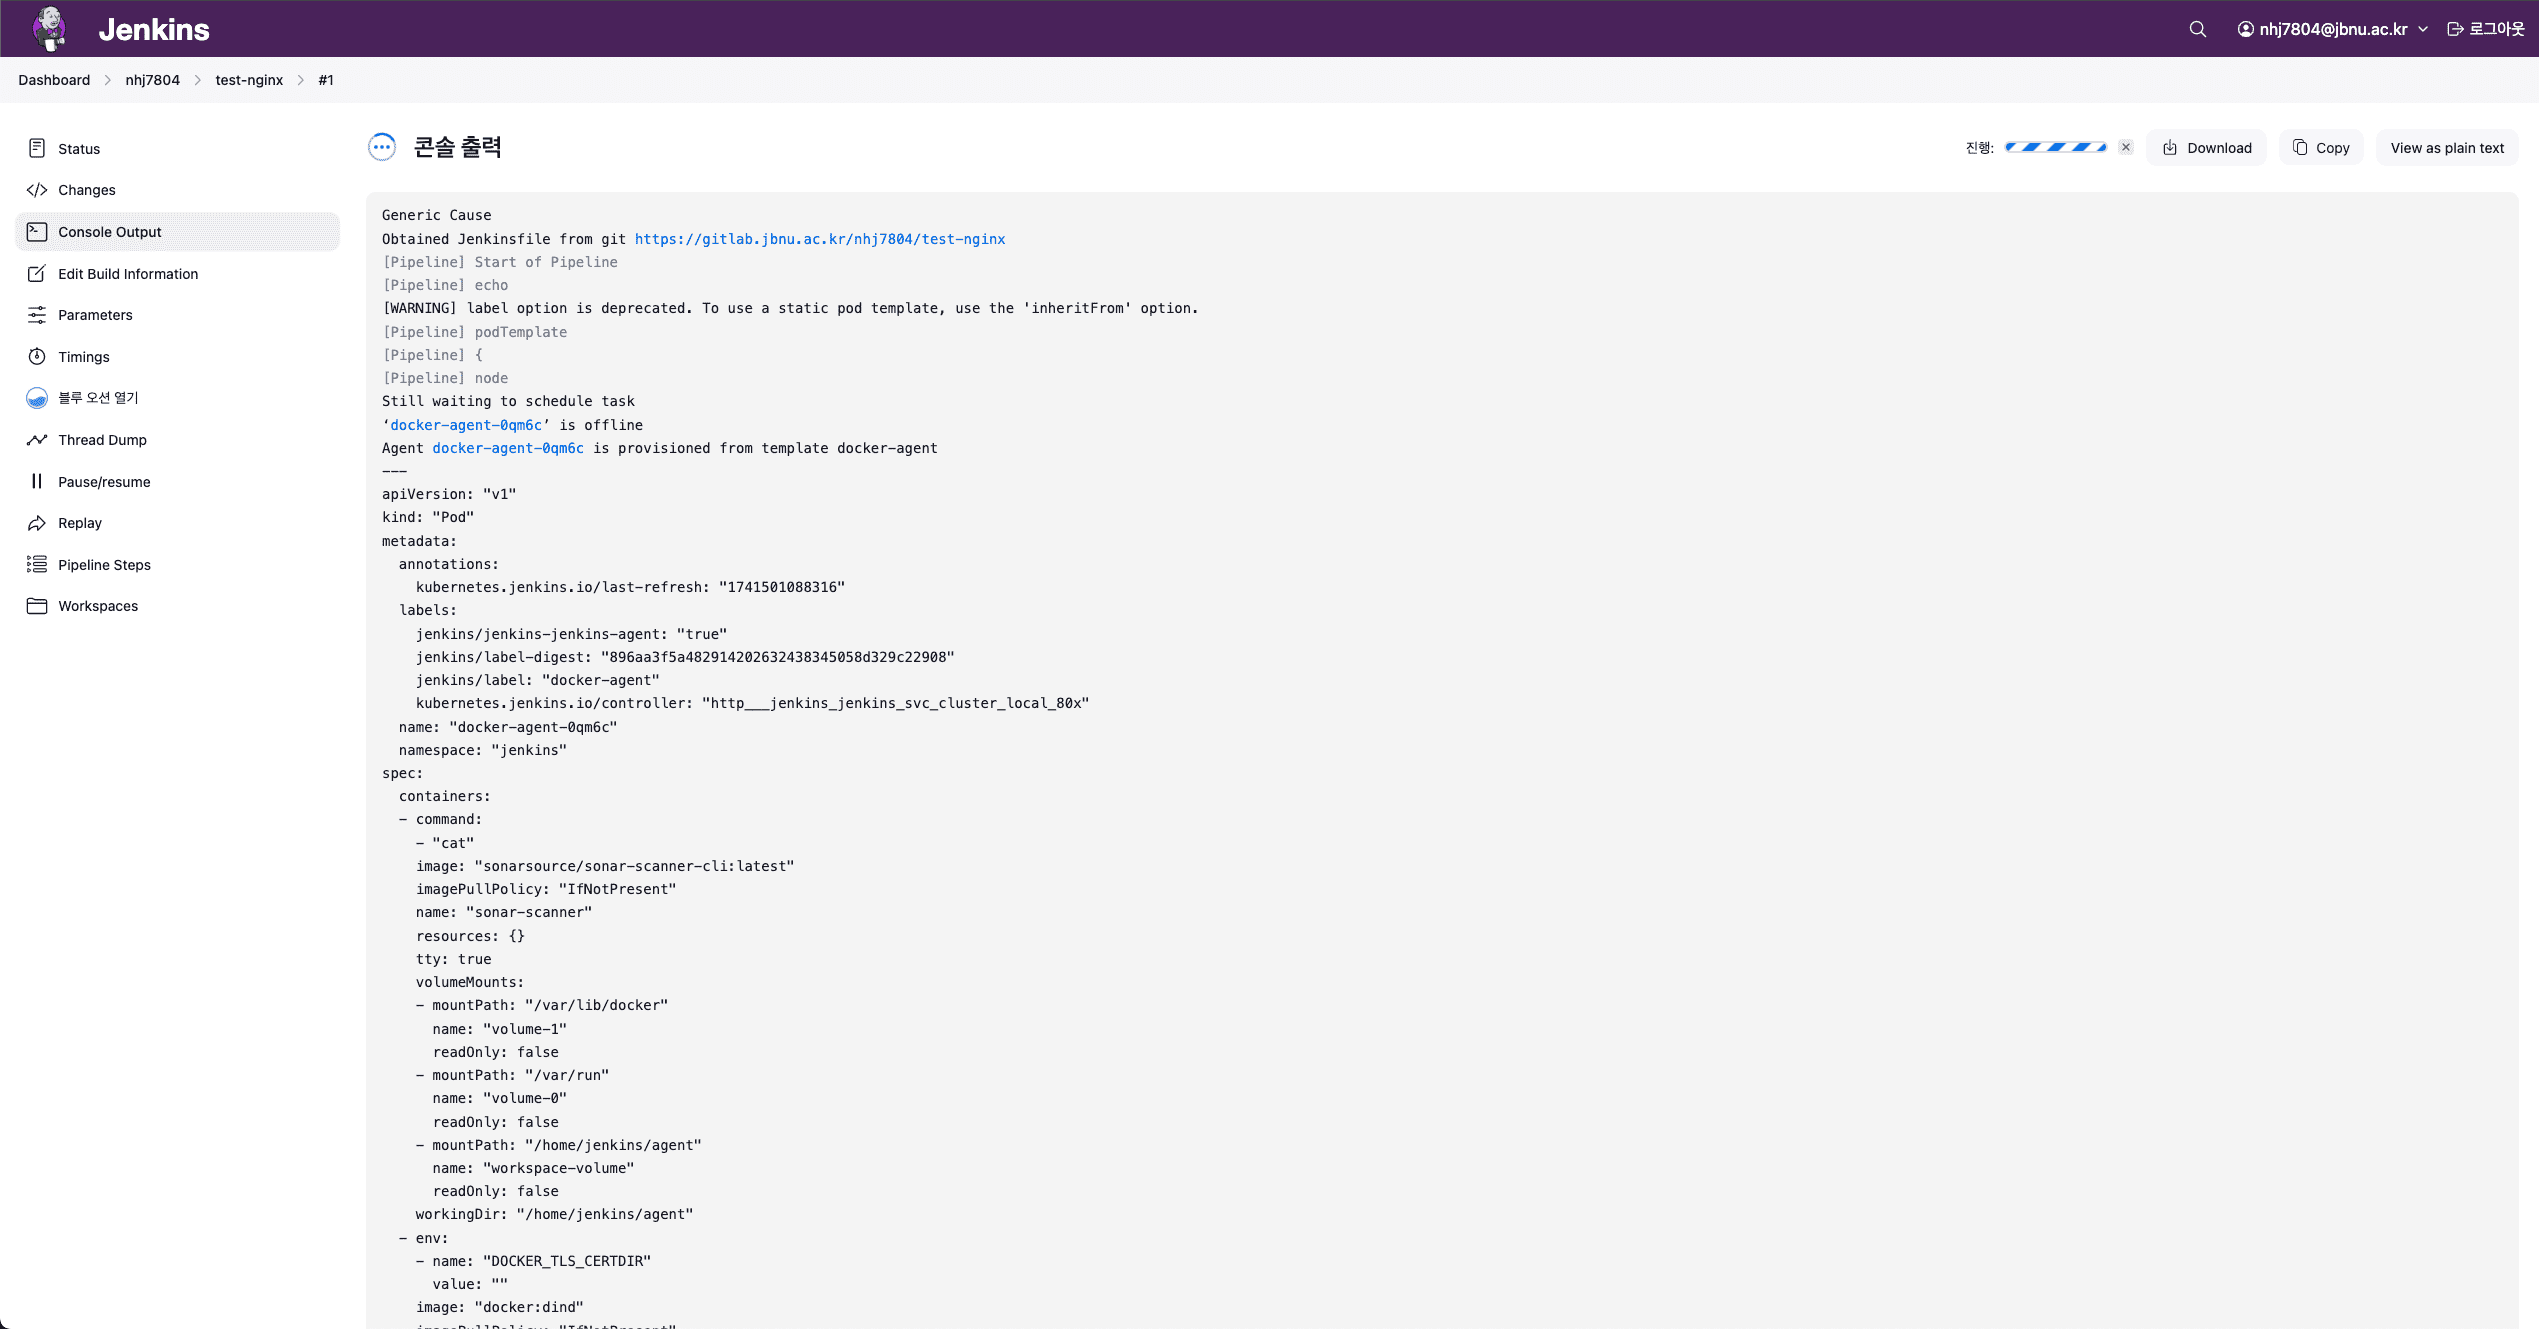 Jenkins
nhj7804@jbnu.ac.kr
로그아웃
Dashboard > nhj7804 > test-nginx > #1
Status
Changes
Console Output
Edit Build Information
Parameters
Timings
블루 오션 열기
Thread Dump
Pause/resume
Replay
Pipeline Steps
Workspaces
콘솔 출력
진행:
Download
Copy
View as plain text
Generic Cause
Obtained Jenkinsfile from git https://gitlab.jbnu.ac.kr/nhj7804/test-nginx
[Pipeline] Start of Pipeline
[Pipeline] echo
[WARNING] label option is deprecated. To use a static pod template, use the 'inheritFrom' option.
[Pipeline] podTemplate
[Pipeline] {
[Pipeline] node
Still waiting to schedule task
‘docker-agent-0qm6c’ is offline
Agent docker-agent-0qm6c is provisioned from template docker-agent
---
apiVersion: "v1"
kind: "Pod"
metadata:
  annotations:
    kubernetes.jenkins.io/last-refresh: "1741501088316"
  labels:
    jenkins/jenkins-jenkins-agent: "true"
    jenkins/label-digest: "896aa3f5a482914202632438345058d329c22908"
    jenkins/label: "docker-agent"
    kubernetes.jenkins.io/controller: "http___jenkins_jenkins_svc_cluster_local_80x"
  name: "docker-agent-0qm6c"
  namespace: "jenkins"
spec:
  containers:
  - command:
    - "cat"
    image: "sonarsource/sonar-scanner-cli:latest"
    imagePullPolicy: "IfNotPresent"
    name: "sonar-scanner"
    resources: {}
    tty: true
    volumeMounts:
    - mountPath: "/var/lib/docker"
      name: "volume-1"
      readOnly: false
    - mountPath: "/var/run"
      name: "volume-0"
      readOnly: false
    - mountPath: "/home/jenkins/agent"
      name: "workspace-volume"
      readOnly: false
    workingDir: "/home/jenkins/agent"
  - env:
    - name: "DOCKER_TLS_CERTDIR"
      value: ""
    image: "docker:dind"
    imagePullPolicy: "IfNotPresent"